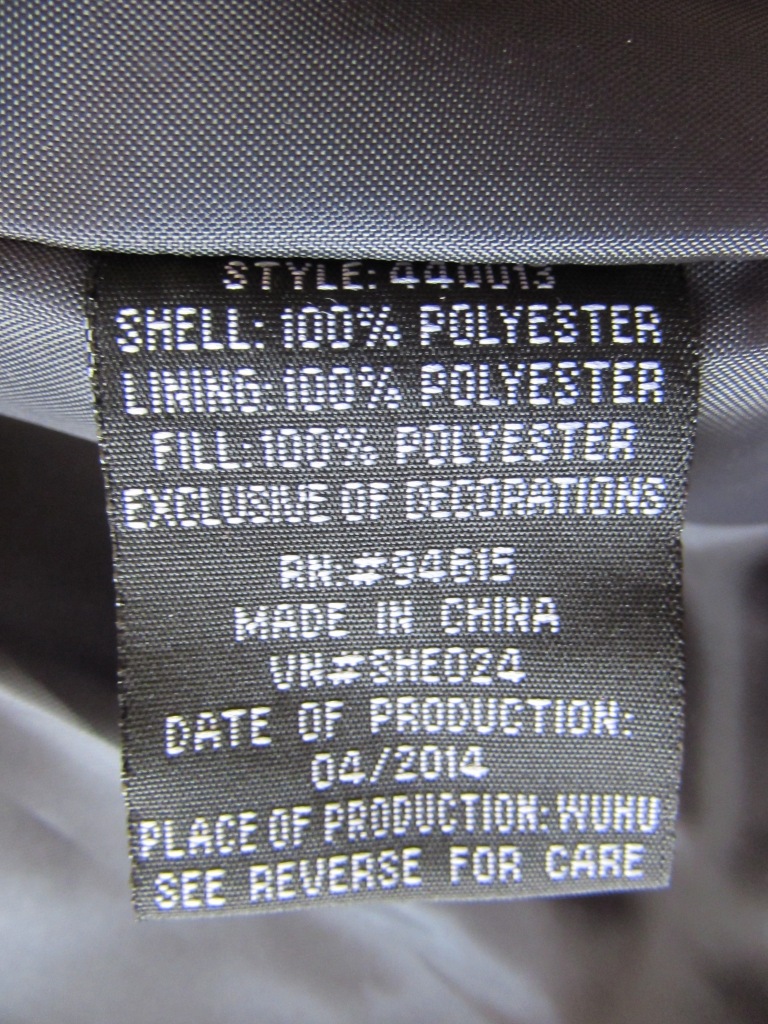 STYLE: 440013
SHELL: 100% POLYESTER
LINING: 100% POLYESTER
FILL: 100% POLYESTER
EXCLUSIVE OF DECORATIONS
RN:#94615
MADE IN CHINA
VN#SHE024
DATE OF PRODUCTION:
04/2014
PLACE OF PRODUCTION: WUHU
SEE REVERSE FOR CARE